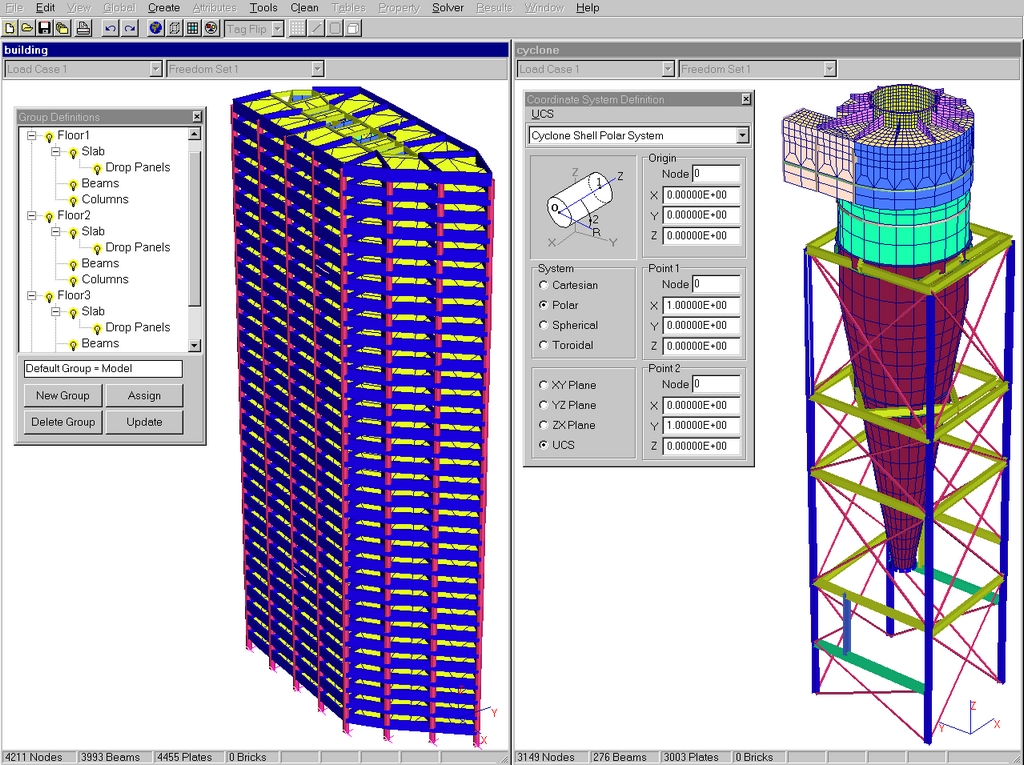 File Edit View Global Create Attributes Tools Clean Tables Property Solver Results Window Help
Tag Flip
building
Load Case 1 Freedom Set 1
Group Definitions
Floor1
Slab
Drop Panels
Beams
Columns
Floor2
Slab
Drop Panels
Beams
Columns
Floor3
Slab
Drop Panels
Beams
Default Group = Model
New Group Assign
Delete Group Update
Y
X
4211 Nodes 3993 Beams 4455 Plates 0 Bricks
cyclone
Load Case 1 Freedom Set 1
Coordinate System Definition
UCS
Cyclone Shell Polar System
Z
Z
1
O
2
R
X
Y
Origin
Node 0
X 0.00000E+00
Y 0.00000E+00
Z 0.00000E+00
System
Cartesian
Polar
Spherical
Toroidal
Point 1
Node 0
X 1.00000E+00
Y 0.00000E+00
Z 0.00000E+00
XY Plane
YZ Plane
ZX Plane
UCS
Point 2
Node 0
X 0.00000E+00
Y 1.00000E+00
Z 0.00000E+00
Z
Y
X
3149 Nodes 276 Beams 3003 Plates 0 Bricks